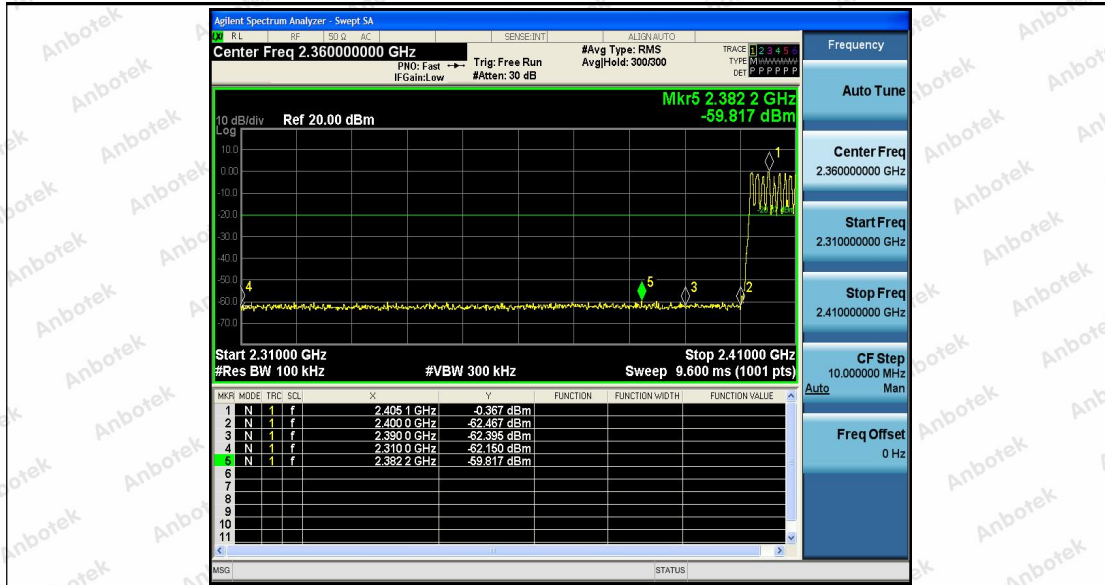 Agilent Spectrum Analyzer - Swept SA
RL RF 50 Ω AC SENSE:INT ALIGN AUTO
Center Freq 2.360000000 GHz
PNO: Fast
IFGain:Low
Trig: Free Run
#Atten: 30 dB
#Avg Type: RMS
Avg|Hold: 300/300
TRACE 1 2 3 4 5 6
TYPE M
DET P P P P P P
Mkr5 2.382 2 GHz
-59.817 dBm
10 dB/div
Log
Ref 20.00 dBm
10.0
0.00
-10.0
-20.0
-30.0
-40.0
-50.0
-60.0
-70.0
1
4
5
3
2
Start 2.31000 GHz
Stop 2.41000 GHz
#Res BW 100 kHz
#VBW 300 kHz
Sweep 9.600 ms (1001 pts)
MKR MODE TRC SCL X Y FUNCTION FUNCTION WIDTH FUNCTION VALUE
1 N 1 f 2.405 1 GHz -0.367 dBm
2 N 1 f 2.400 0 GHz -62.467 dBm
3 N 1 f 2.390 0 GHz -62.395 dBm
4 N 1 f 2.310 0 GHz -62.150 dBm
5 N 1 f 2.382 2 GHz -59.817 dBm
6
7
8
9
10
11
MSG
STATUS
Frequency
Auto Tune
Center Freq
2.360000000 GHz
Start Freq
2.310000000 GHz
Stop Freq
2.410000000 GHz
CF Step
10.000000 MHz
Auto Man
Freq Offset
0 Hz
Anbotek